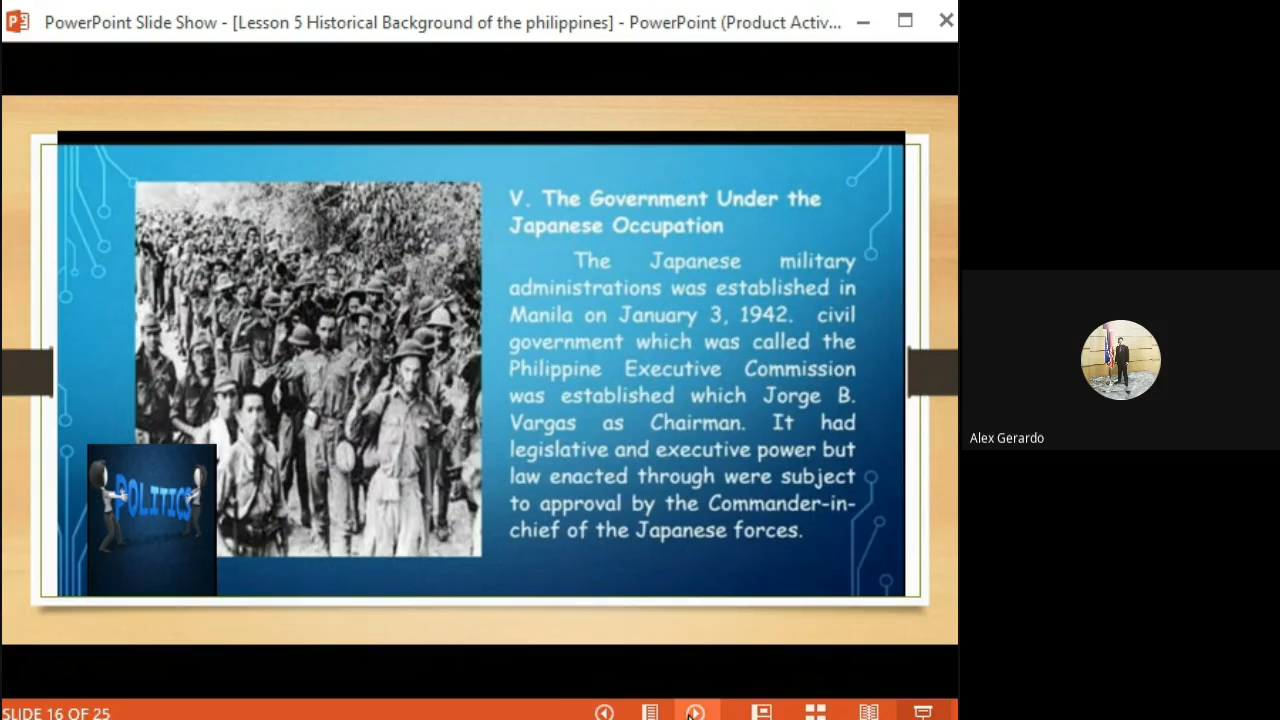 PowerPoint Slide Show - [Lesson 5 Historical Background of the philippines] - PowerPoint (Product Activ...
V. The Government Under the
Japanese Occupation
The Japanese military
administrations was established in
Manila on January 3, 1942. civil
government which was called the
Philippine Executive Commission
was established which Jorge B.
Vargas as Chairman. It had
legislative and executive power but
law enacted through were subject
to approval by the Commander-in-
chief of the Japanese forces.
POLITICS
Alex Gerardo
SLIDE 16 OF 25